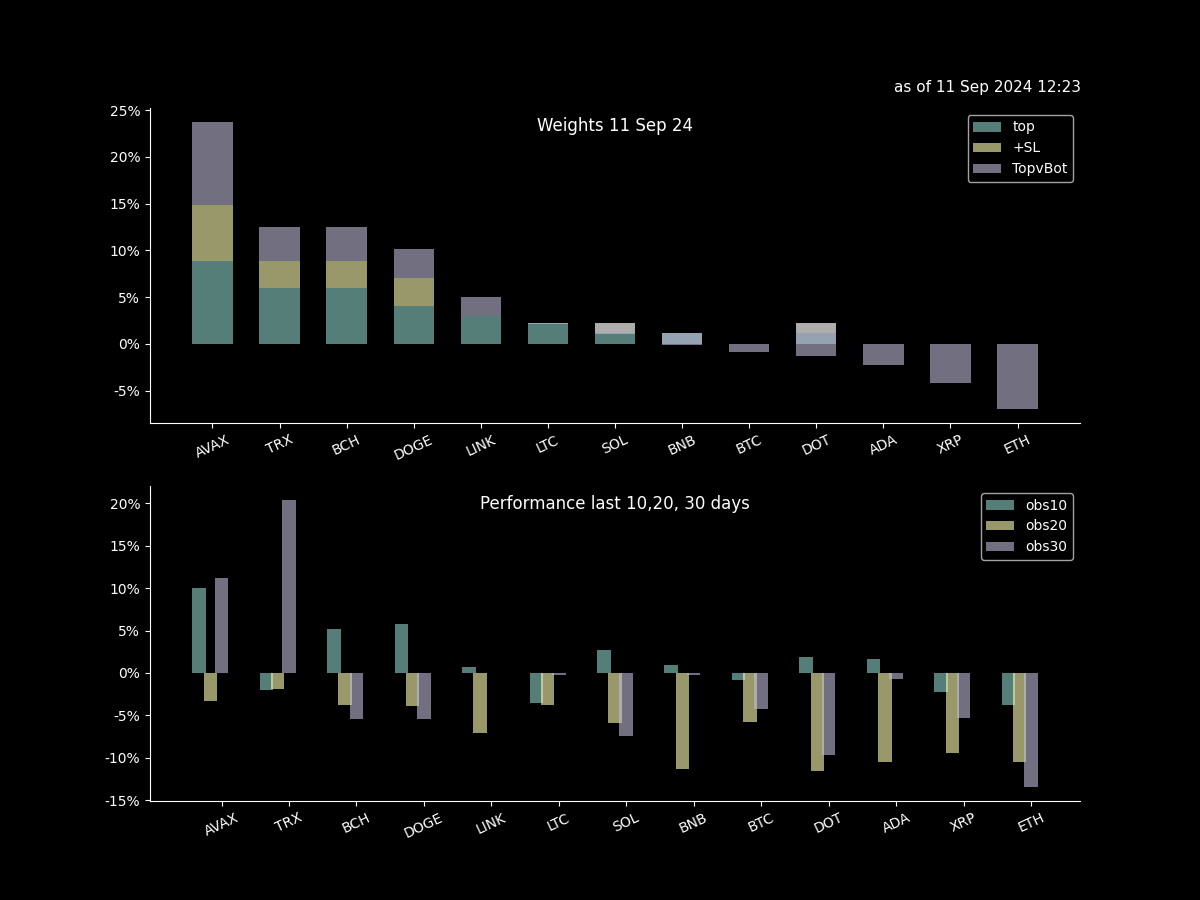 as of 11 Sep 2024 12:23
Weights 11 Sep 24
25%
20%
15%
10%
5%
0%
-5%
top
+SL
TopvBot
AVAX TRX BCH DOGE LINK LTC SOL BNB BTC DOT ADA XRP ETH
Performance last 10,20, 30 days
20%
15%
10%
5%
0%
-5%
-10%
-15%
obs10
obs20
obs30
AVAX TRX BCH DOGE LINK LTC SOL BNB BTC DOT ADA XRP ETH